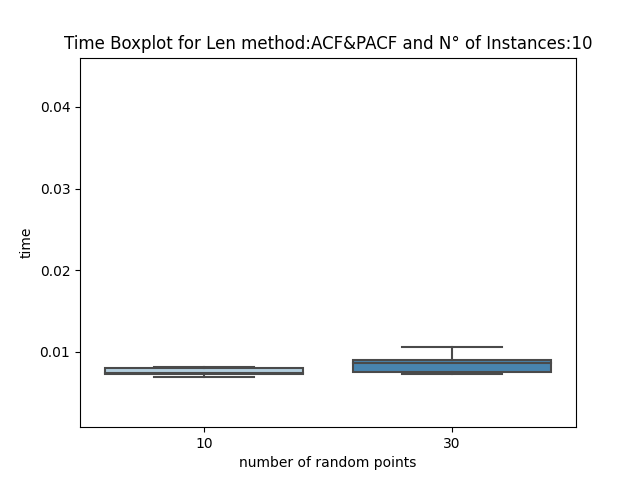 Time Boxplot for Len method:ACF&PACF and N° of Instances:10
0.04
0.03
0.02
0.01
time
10
30
number of random points